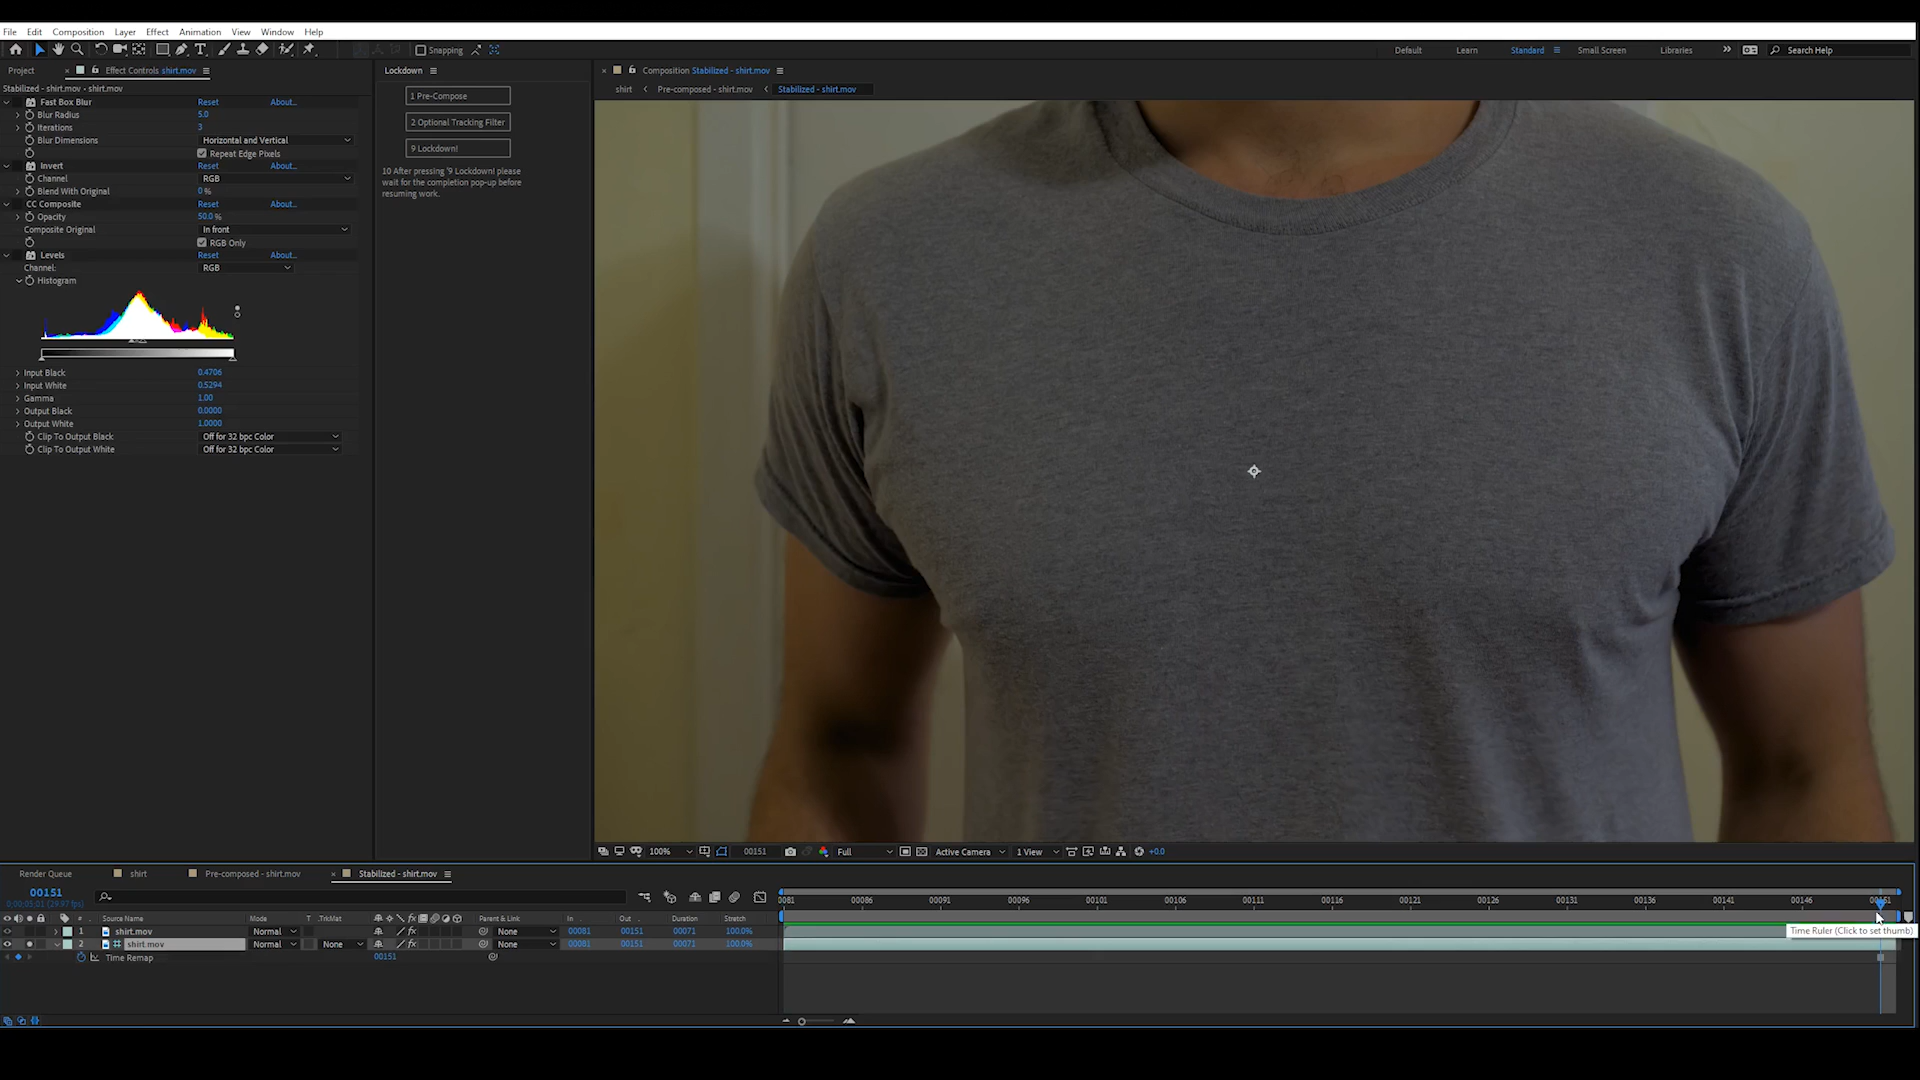 File Edit Composition Layer Effect Animation View Window Help
Snapping
Default Learn Standard Small Screen Libraries Search Help
Project Effect Controls shirt.mov
Lockdown
Composition Stabilized - shirt.mov
Stabilized - shirt.mov • shirt.mov
shirt Pre-composed - shirt.mov Stabilized - shirt.mov
Fast Box Blur Reset About...
Blur Radius 5.0
Iterations 3
Blur Dimensions Horizontal and Vertical
Repeat Edge Pixels
Invert Reset About...
Channel RGB
Blend With Original 0 %
CC Composite Reset About...
Opacity 50.0 %
Composite Original In front
RGB Only
Levels Reset About...
Channel: RGB
Histogram
Input Black 0.4706
Input White 0.5294
Gamma 1.00
Output Black 0.0000
Output White 1.0000
Clip To Output Black Off for 32 bpc Color
Clip To Output White Off for 32 bpc Color
1 Pre-Compose
2 Optional Tracking Filter
9 Lockdown!
10 After pressing '9 Lockdown! please
wait for the completion pop-up before
resuming work.
100% 00151 Full Active Camera 1 View +0.0
Render Queue shirt Pre-composed - shirt.mov Stabilized - shirt.mov
00151
0:00:05:01 (29.97 fps)
0081 00086 00091 00096 00101 00106 00111 00116 00121 00126 00131 00136 00141 00146 00151
# Source Name Mode T .TrkMat Parent & Link In Out Duration Stretch
1 shirt.mov Normal None 00081 00151 00071 100.0%
2 shirt.mov Normal None None 00081 00151 00071 100.0%
Time Remap 00151
Time Ruler (Click to set thumb)